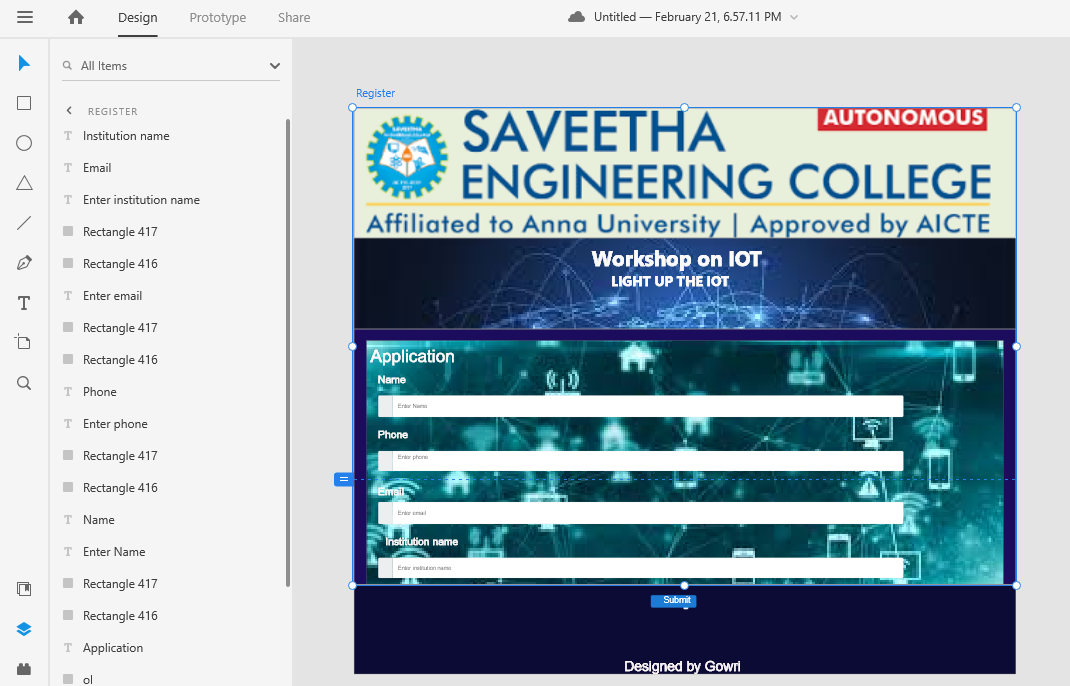 Design Prototype Share
Untitled — February 21, 6.57.11 PM
All Items
REGISTER
Institution name
Email
Enter institution name
Rectangle 417
Rectangle 416
Enter email
Rectangle 417
Rectangle 416
Phone
Enter phone
Rectangle 417
Rectangle 416
Name
Enter Name
Rectangle 417
Rectangle 416
Application
ol
Register
AUTONOMOUS
SAVEETHA
ENGINEERING COLLEGE
Affiliated to Anna University | Approved by AICTE
Workshop on IOT
LIGHT UP THE IOT
Application
Name
Enter Name
Phone
Enter phone
Email
Enter email
Institution name
Enter institution name
Submit
Designed by Gowri